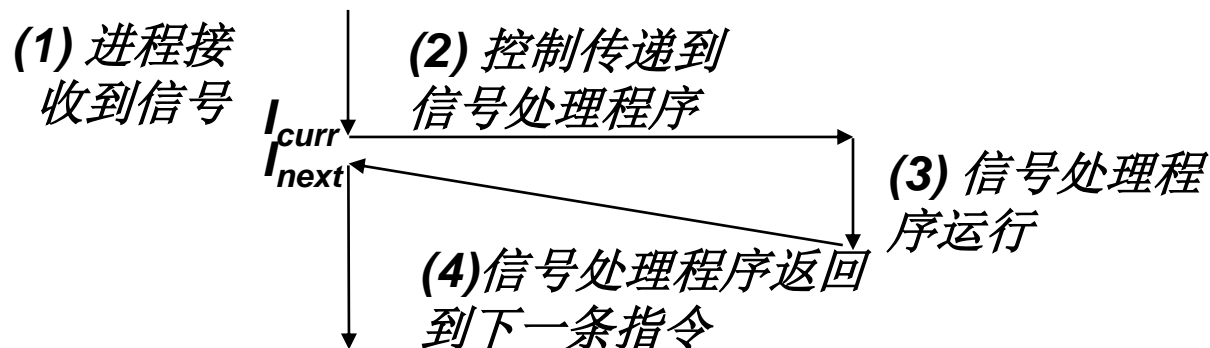 (1) 进程接
收到信号
(2) 控制传递到
信号处理程序
Icurr
Inext
(3) 信号处理程
序运行
(4)信号处理程序返回
到下一条指令